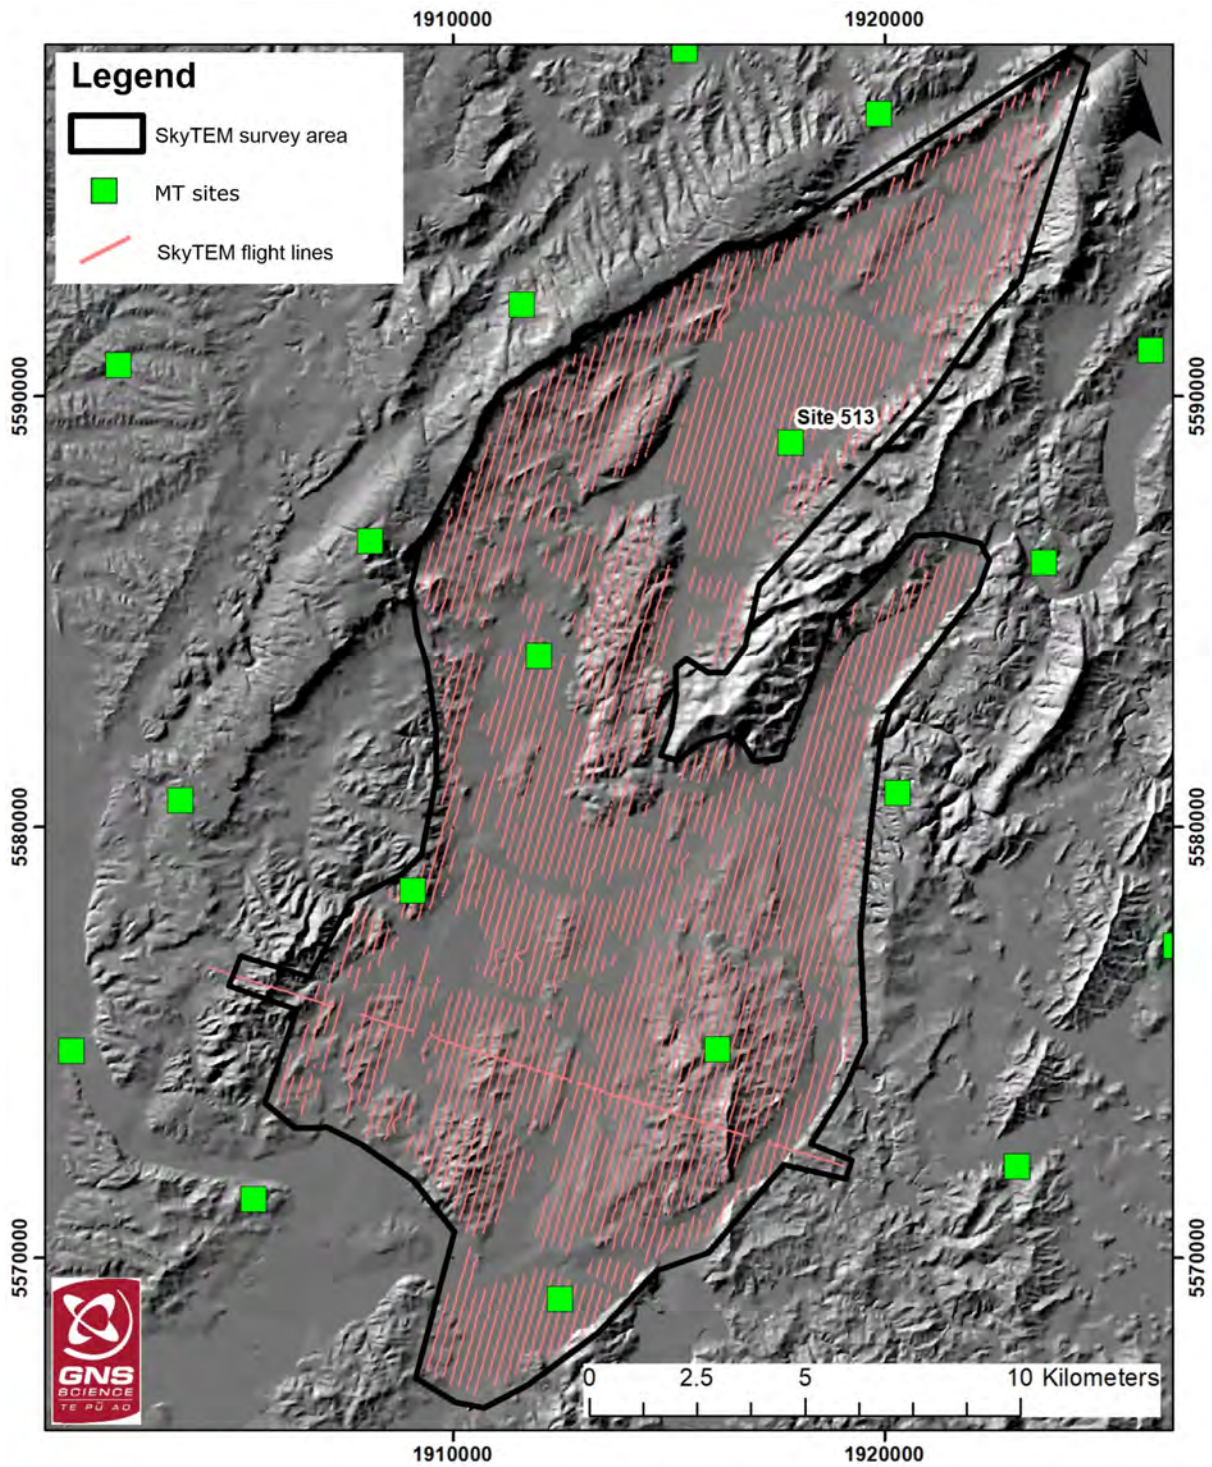 1910000
1920000
N
Legend
SkyTEM survey area
MT sites
SkyTEM flight lines
5590000
5590000
Site 513
5580000
5580000
5570000
5570000
GNS
SCIENCE
TE PŪ AO
0 2.5 5 10 Kilometers
1910000
1920000